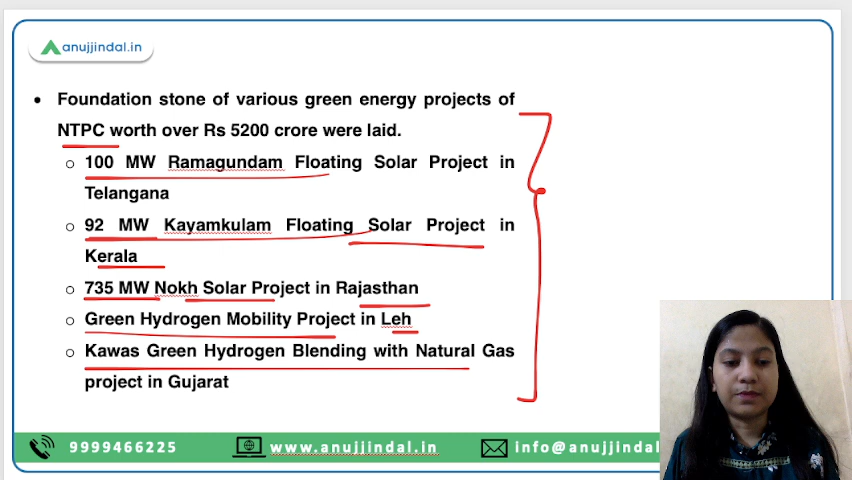 anujjindal.in
• Foundation stone of various green energy projects of
NTPC worth over Rs 5200 crore were laid.
o 100 MW Ramagundam Floating Solar Project in
Telangana
o 92 MW Kayamkulam Floating Solar Project in
Kerala
o 735 MW Nokh Solar Project in Rajasthan
o Green Hydrogen Mobility Project in Leh
o Kawas Green Hydrogen Blending with Natural Gas
project in Gujarat
9999466225 www.anujjindal.in info@anujjindal